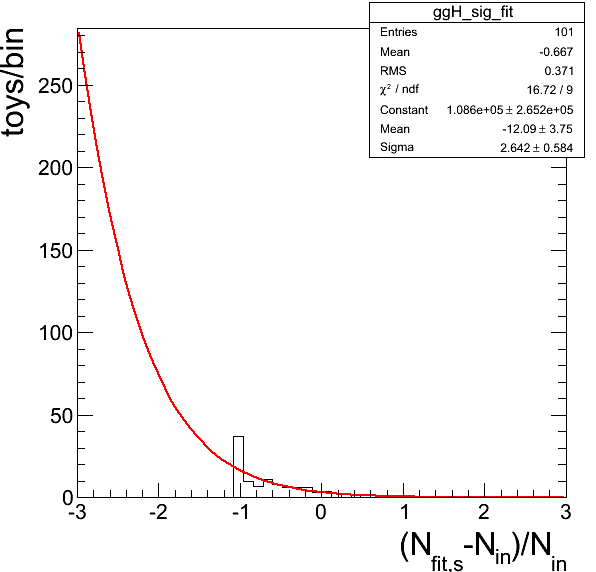 ggH_sig_fit
Entries 101
Mean -0.667
RMS 0.371
χ² / ndf 16.72 / 9
Constant 1.086e+05 ± 2.652e+05
Mean -12.09 ± 3.75
Sigma 2.642 ± 0.584
toys/bin
250
200
150
100
50
0
-3 -2 -1 0 1 2 3
(N_fit,s-N_in)/N_in